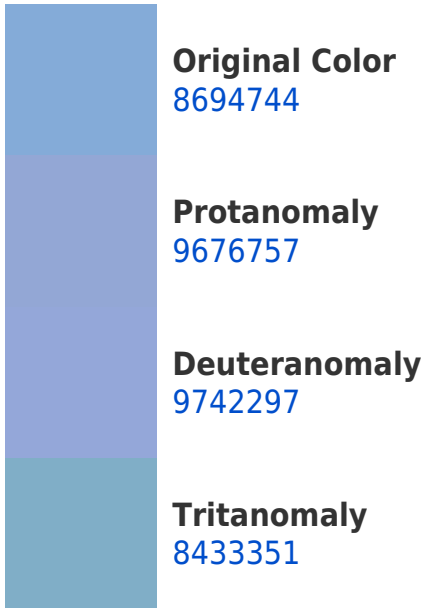 Original Color
8694744
Protanomaly
9676757
Deuteranomaly
9742297
Tritanomaly
8433351